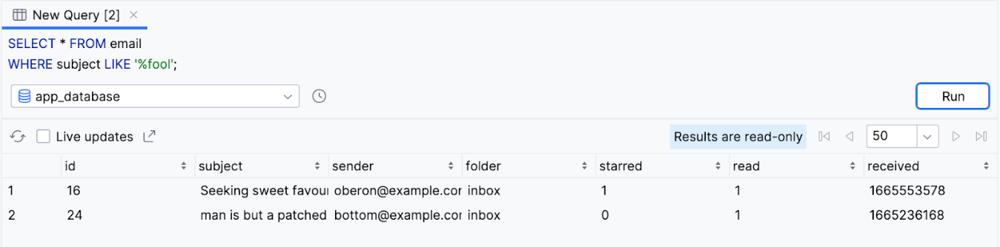 New Query [2]
SELECT * FROM email
WHERE subject LIKE '%fool';
app_database
Run
Live updates
Results are read-only
50
id subject sender folder starred read received
1 16 Seeking sweet favou oberon@example.cor inbox 1 1 1665553578
2 24 man is but a patched bottom@example.cor inbox 0 1 1665236168